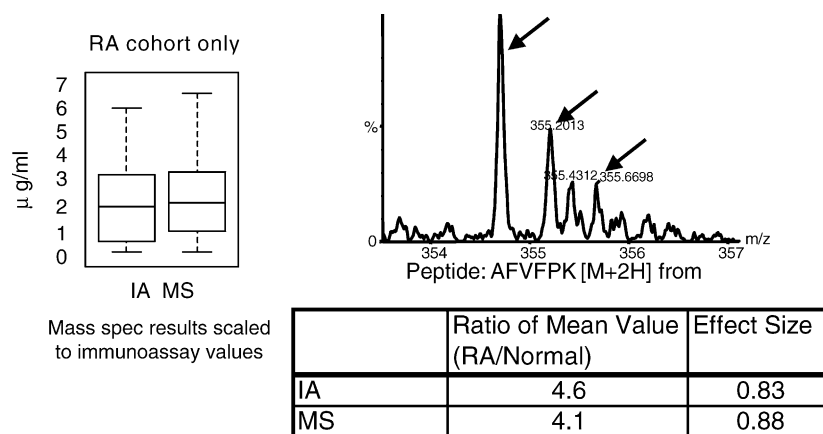 RA cohort only
7
6
5
4
3
2
1
0
μ g/ml
IA MS
Mass spec results scaled
to immunoassay values
%
0
355.2013
355.4312 355.6698
m/z
354 355 356 357
Peptide: AFVFPK [M+2H] from
Ratio of Mean Value Effect Size
(RA/Normal)
IA 4.6 0.83
MS 4.1 0.88